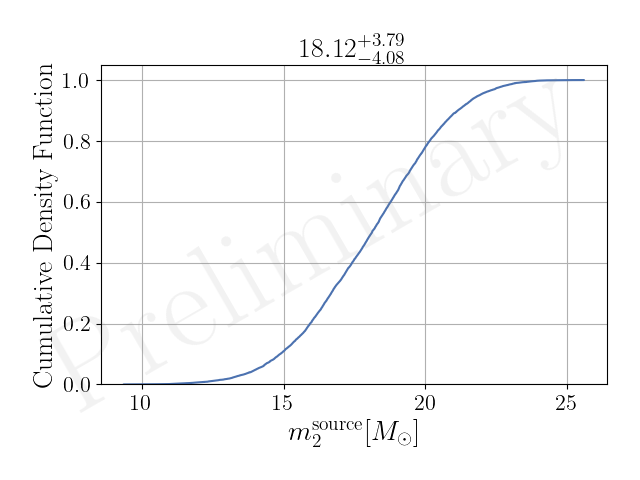 18.12^{+3.79}_{-4.08}
Cumulative Density Function
1.0
0.8
0.6
0.4
0.2
0.0
10 15 20 25
m_2^{source}[M_⊙]
Preliminary